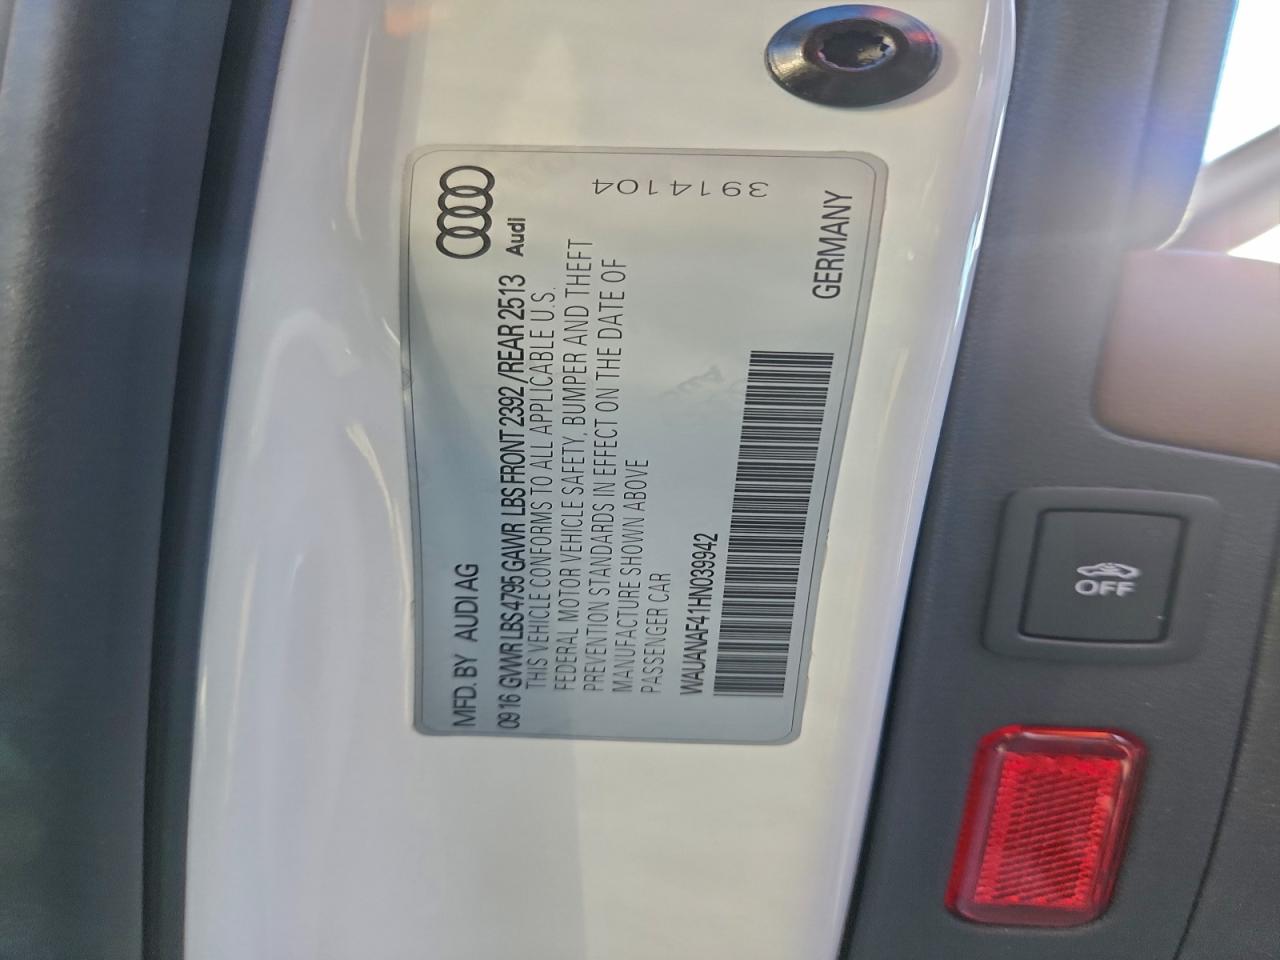 MFD. BY AUDI AG
0916 GVWR LBS 4795 GAWR LBS FRONT 2392 /REAR 2513
Audi
THIS VEHICLE CONFORMS TO ALL APPLICABLE U.S.
FEDERAL MOTOR VEHICLE SAFETY, BUMPER AND THEFT
PREVENTION STANDARDS IN EFFECT ON THE DATE OF
MANUFACTURE SHOWN ABOVE
PASSENGER CAR
WAUANAF41HN039942
3914104
GERMANY
OFF